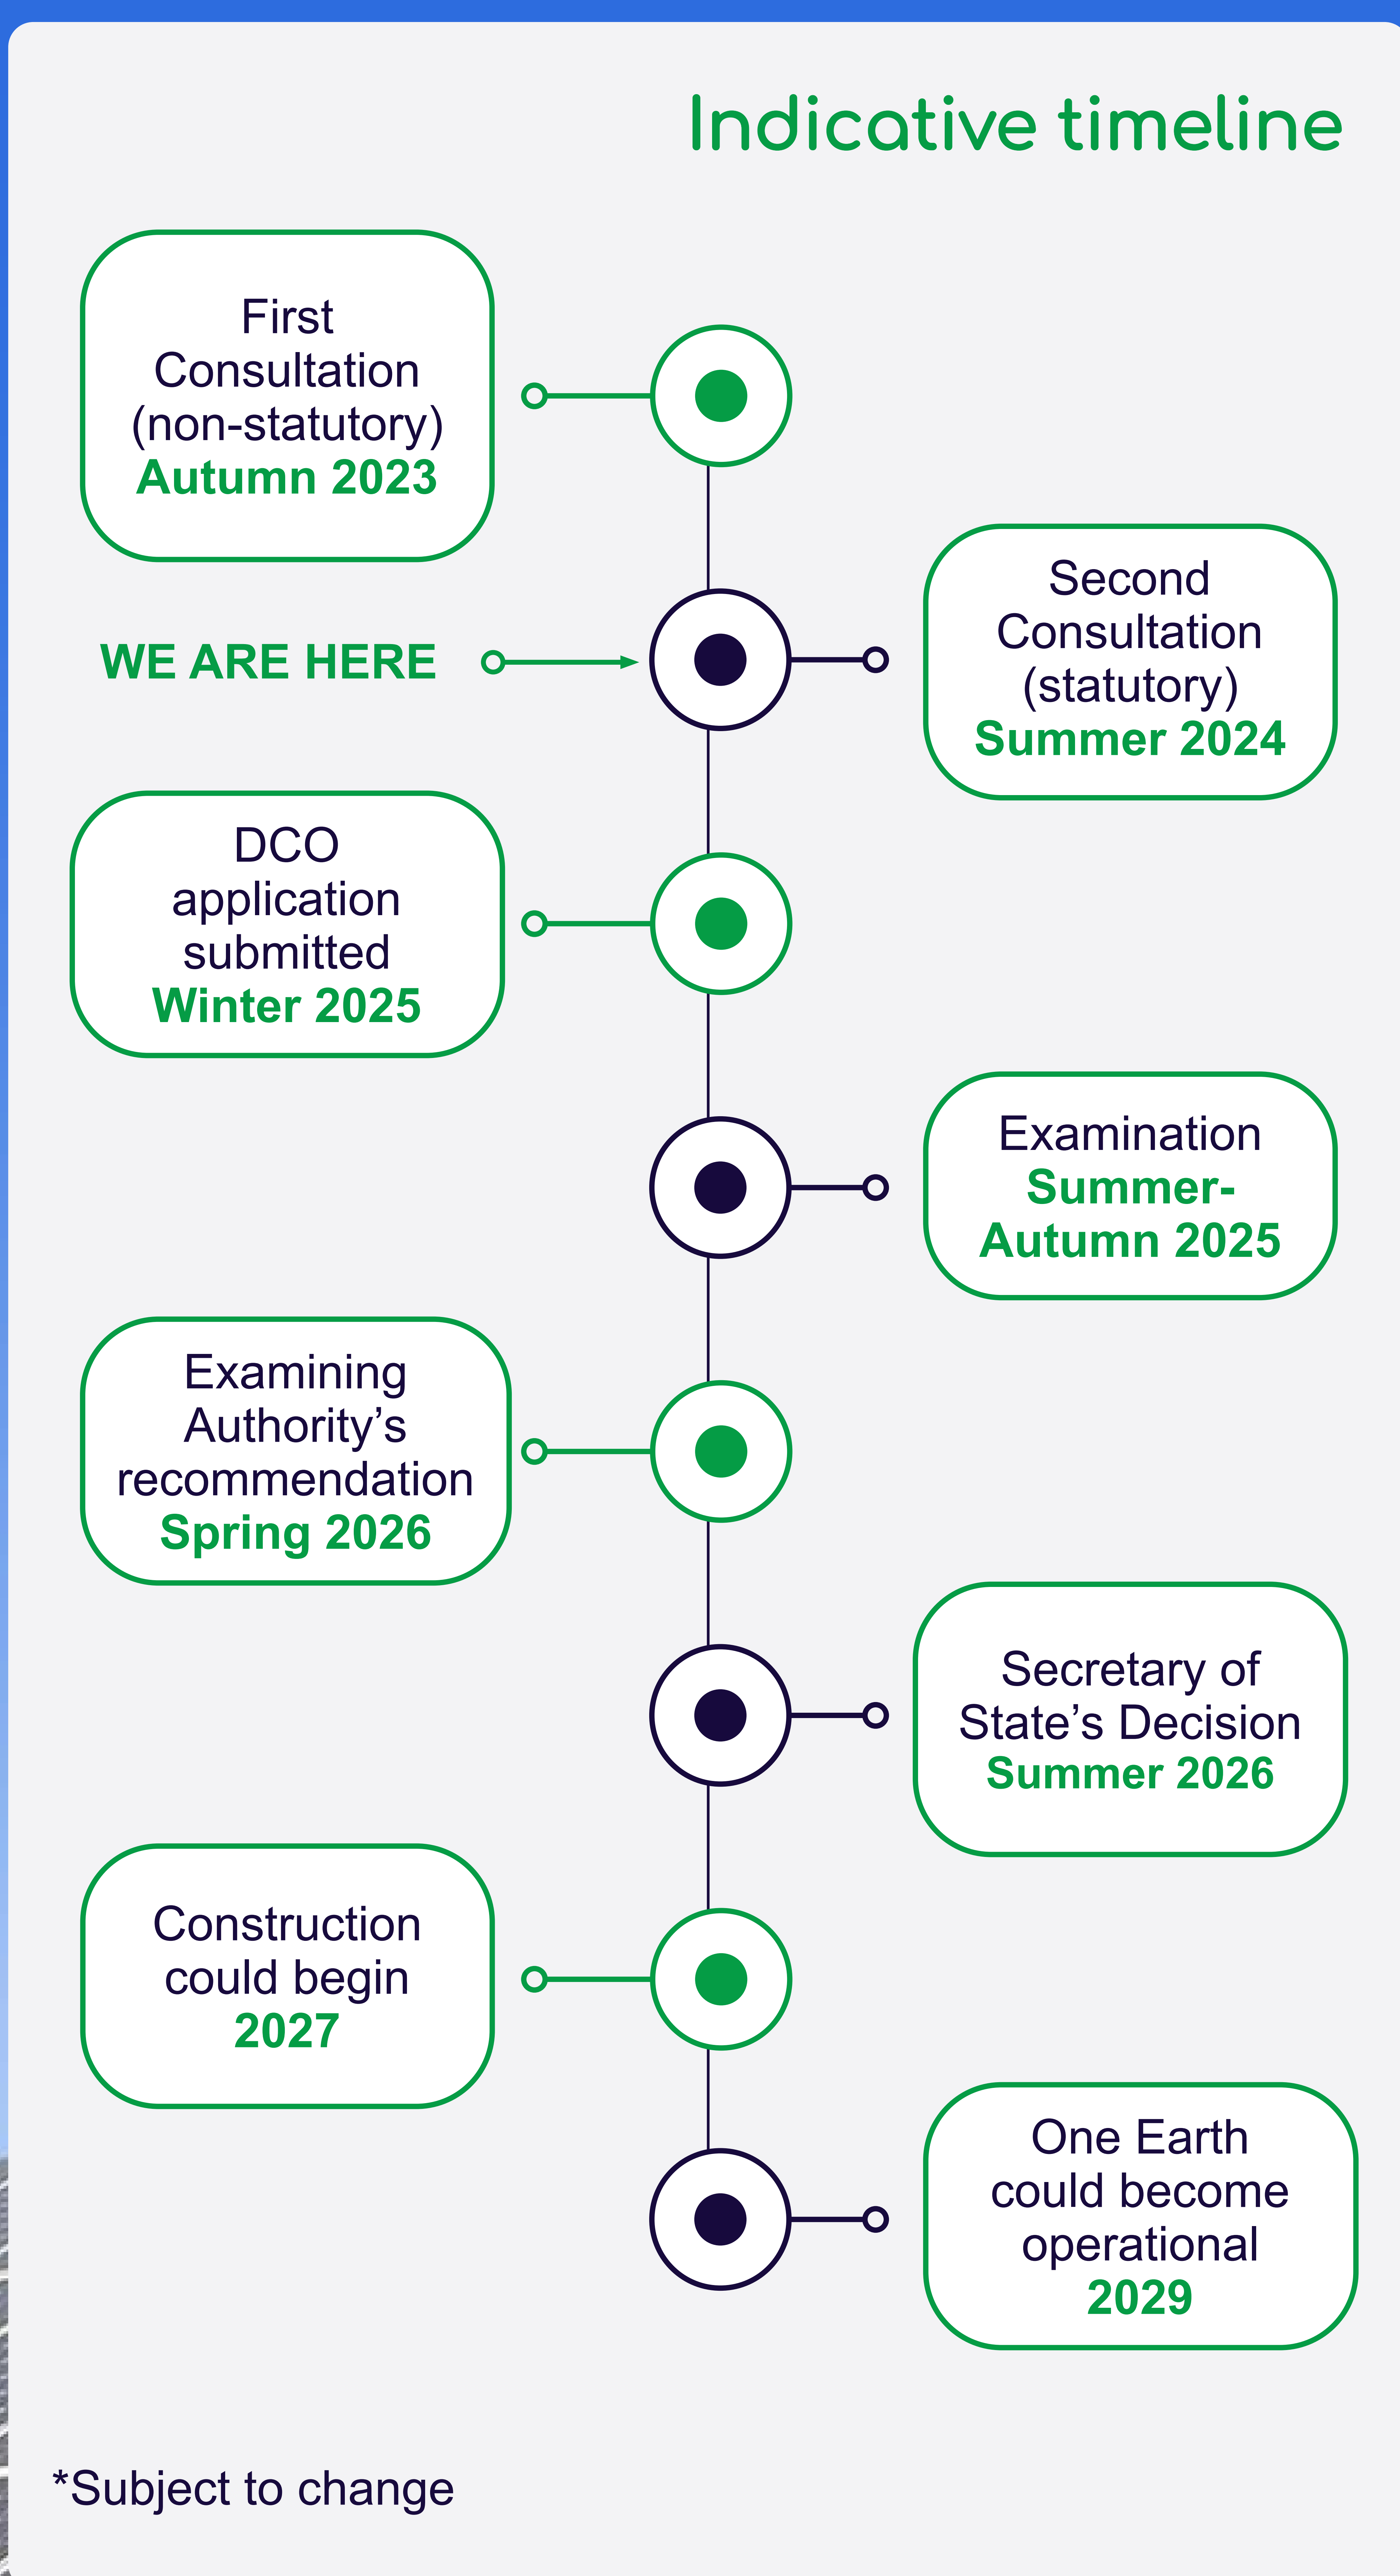 Indicative timeline
First
Consultation
(non-statutory)
Autumn 2023
WE ARE HERE
Second
Consultation
(statutory)
Summer 2024
DCO
application
submitted
Winter 2025
Examination
Summer-
Autumn 2025
Examining
Authority’s
recommendation
Spring 2026
Secretary of
State’s Decision
Summer 2026
Construction
could begin
2027
One Earth
could become
operational
2029
*Subject to change